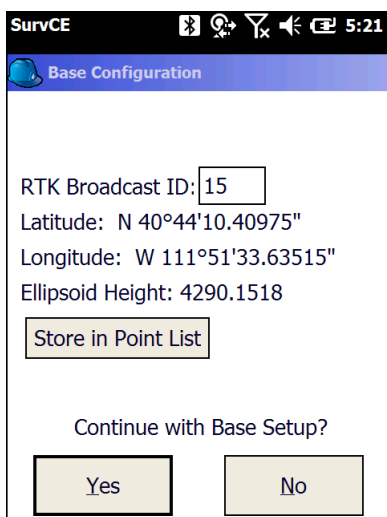 SurvCE 5:21
Base Configuration
RTK Broadcast ID: 15
Latitude: N 40°44'10.40975"
Longitude: W 111°51'33.63515"
Ellipsoid Height: 4290.1518
Store in Point List
Continue with Base Setup?
Yes No